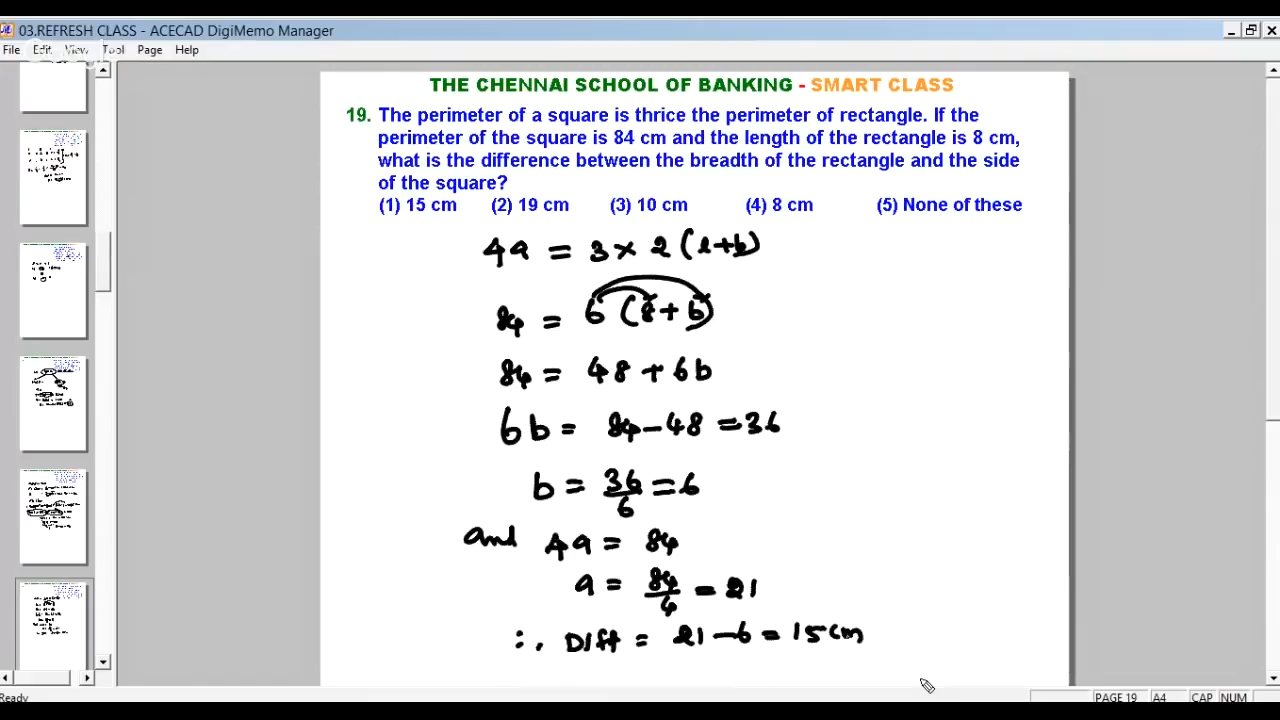 03.REFRESH CLASS - ACECAD DigiMemo Manager
File Edit View Tool Page Help
THE CHENNAI SCHOOL OF BANKING - SMART CLASS
19. The perimeter of a square is thrice the perimeter of rectangle. If the
perimeter of the square is 84 cm and the length of the rectangle is 8 cm,
what is the difference between the breadth of the rectangle and the side
of the square?
(1) 15 cm (2) 19 cm (3) 10 cm (4) 8 cm (5) None of these
4a = 3 × 2 (l+b)
84 = 6 (8+b)
84 = 48 + 6b
6b = 84-48 = 36
b = 36/6 = 6
and 4a = 84
a = 84/4 = 21
∴ Diff = 21 - 6 = 15cm
Ready PAGE 19 A4 CAP NUM